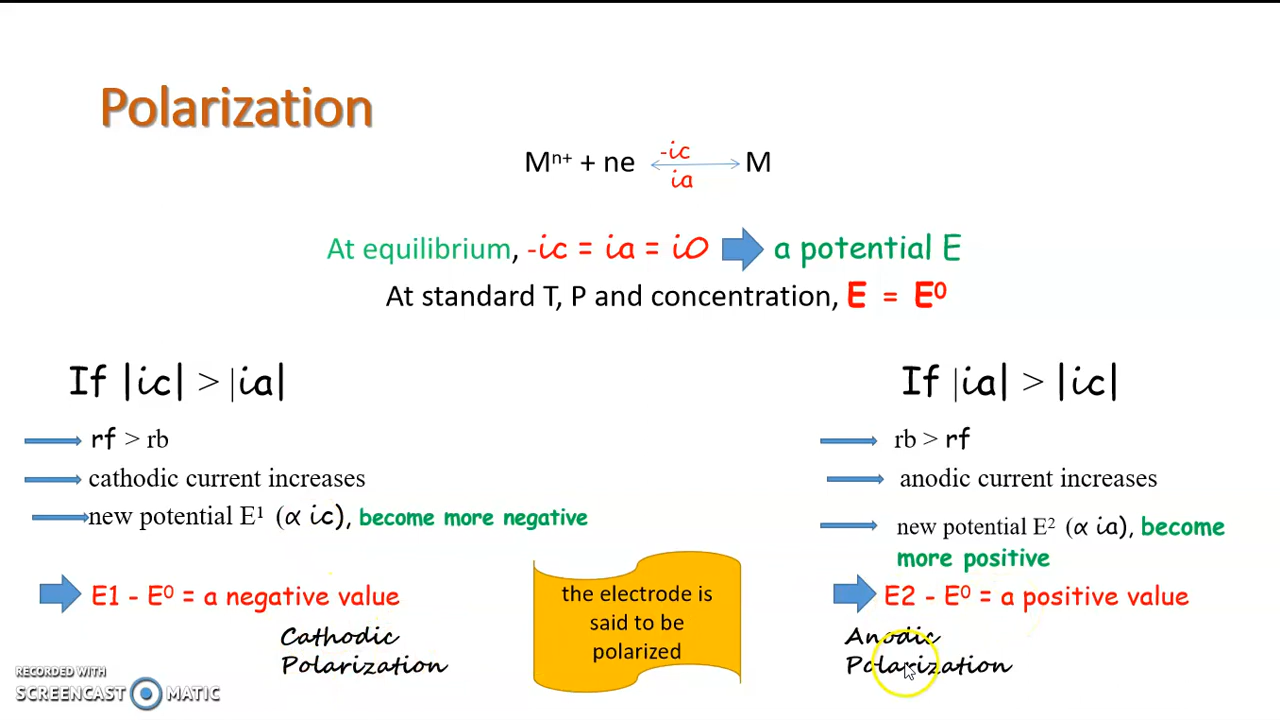 Polarization
Mⁿ⁺ + ne -ic M
ia
At equilibrium, -ic = ia = i0 a potential E
At standard T, P and concentration, E = E⁰
If |ic| > |ia|
rf > rb
cathodic current increases
new potential E¹ (α ic), become more negative
E1 - E⁰ = a negative value
Cathodic
Polarization
the electrode is
said to be
polarized
If |ia| > |ic|
rb > rf
anodic current increases
new potential E² (α ia), become
more positive
E2 - E⁰ = a positive value
Anodic
Polarization
RECORDED WITH
SCREENCAST MATIC